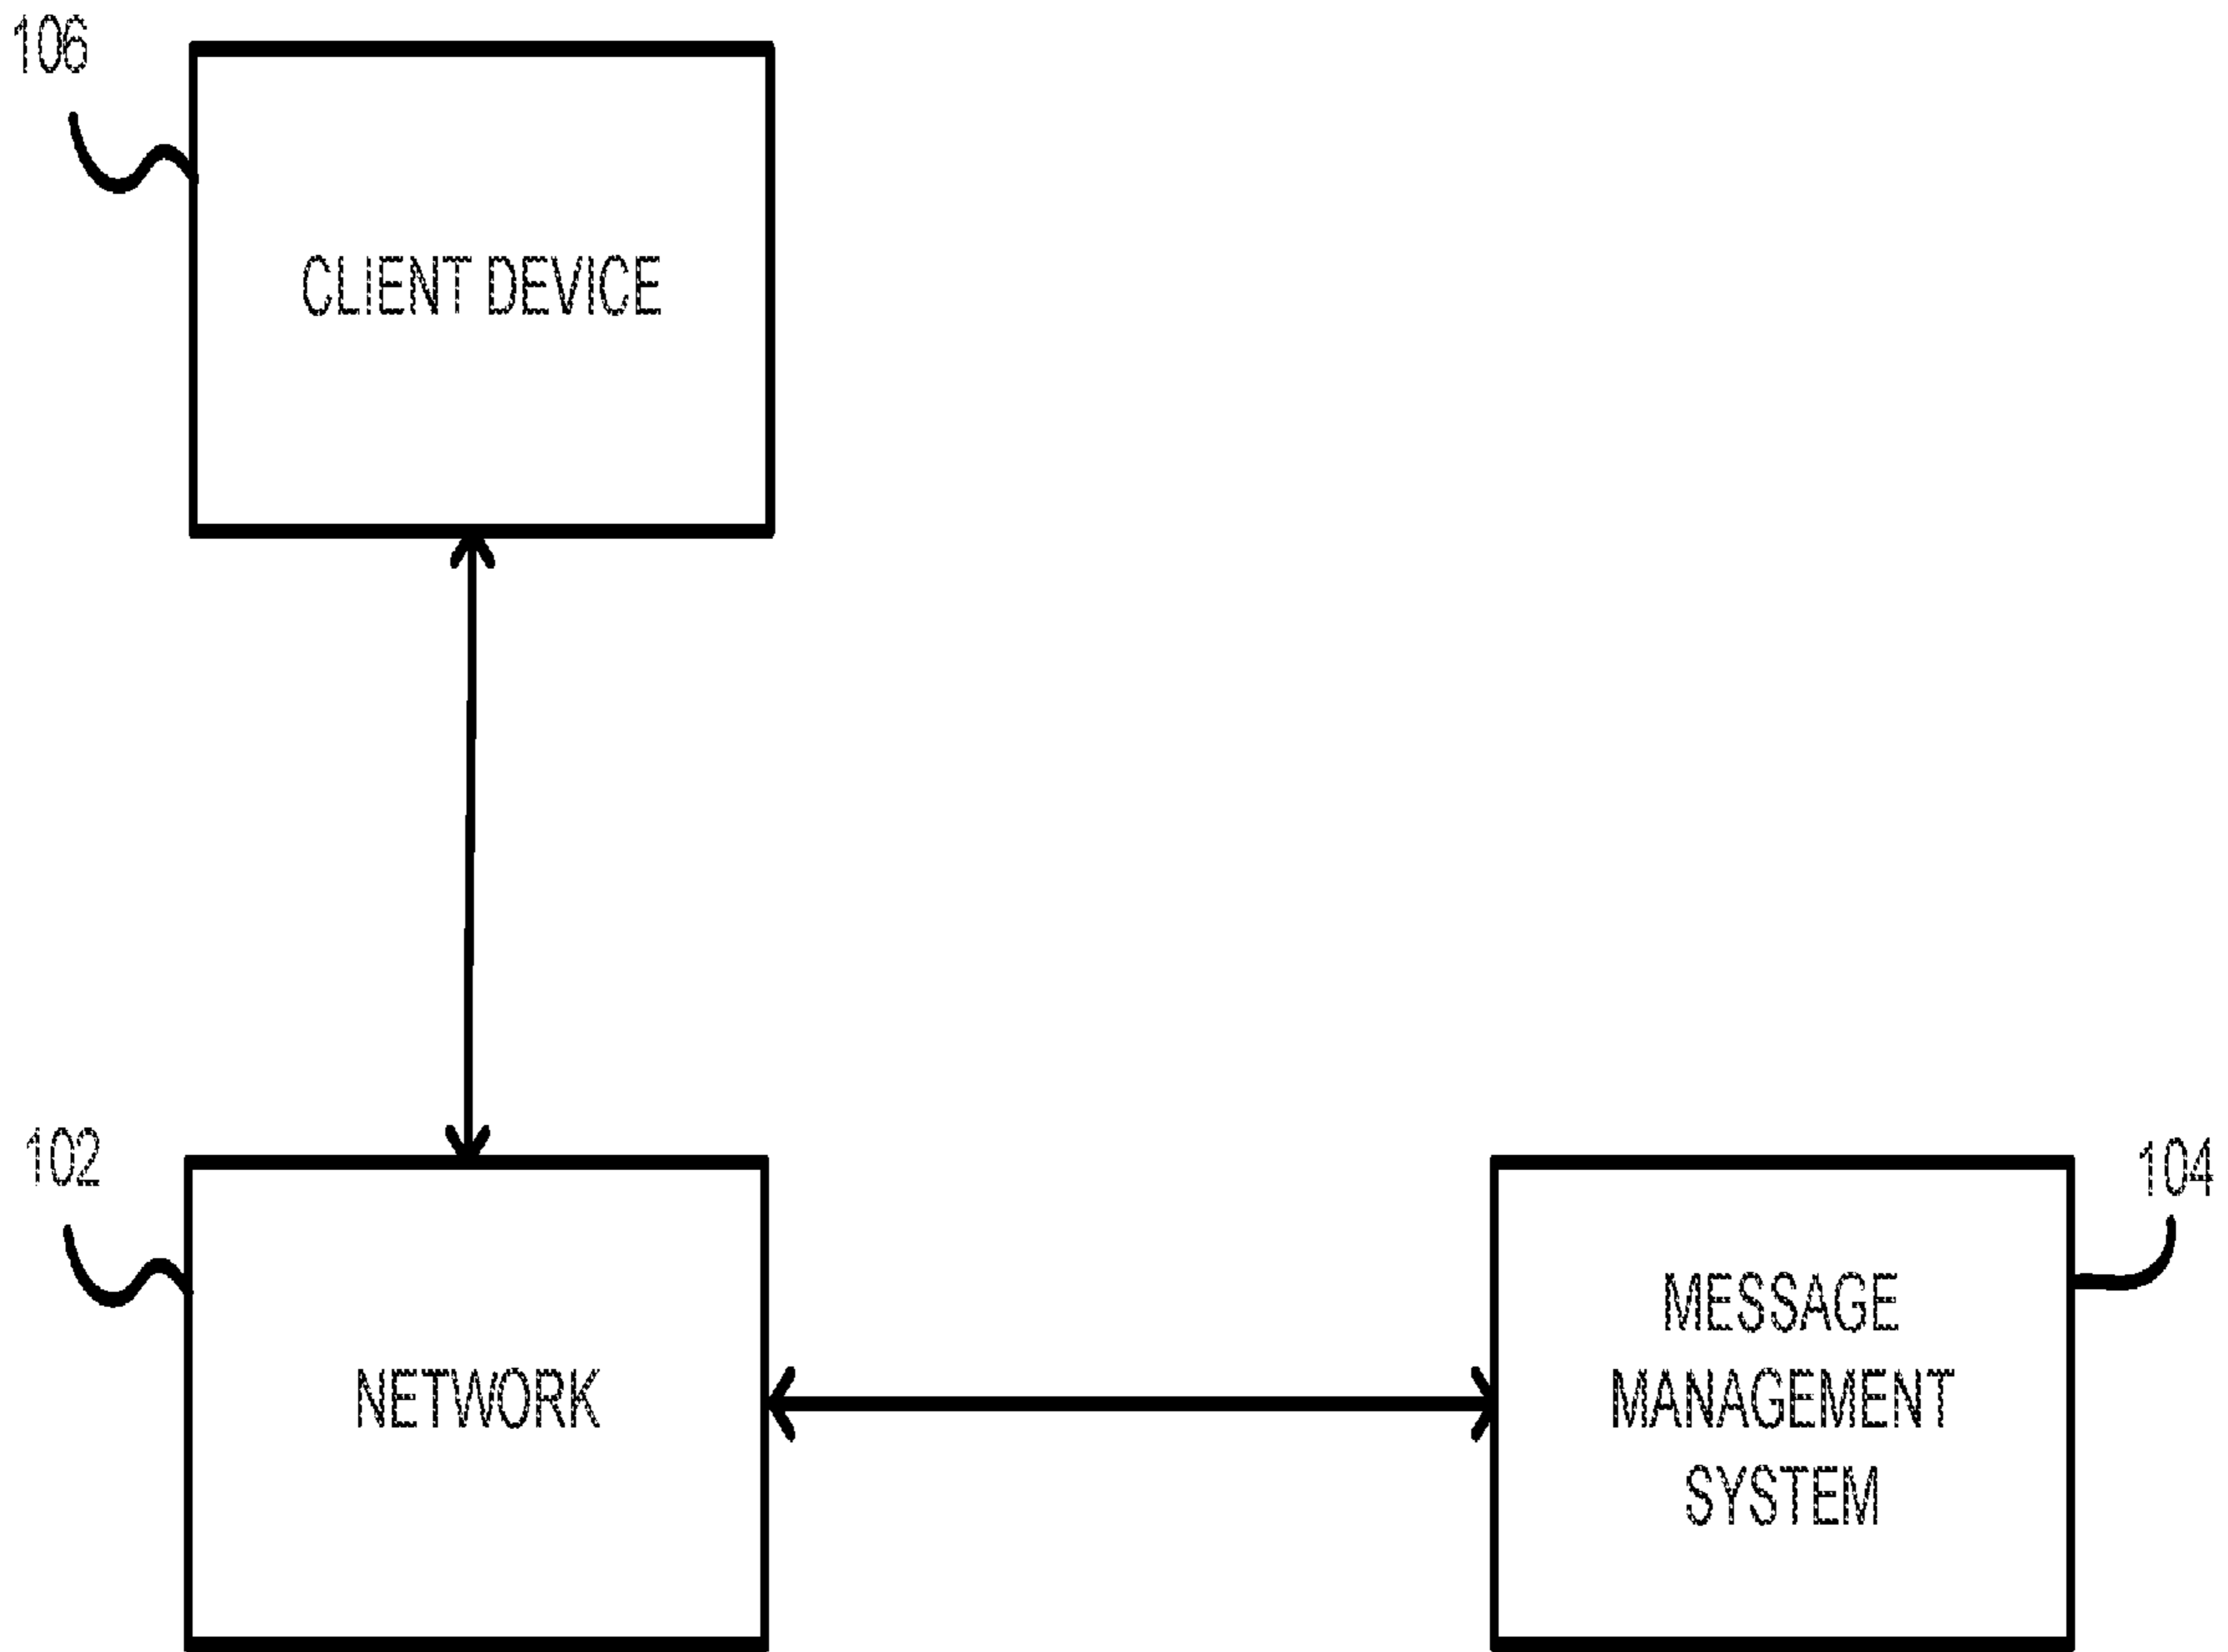 106
CLIENT DEVICE
102
104
NETWORK
MESSAGE
MANAGEMENT
SYSTEM